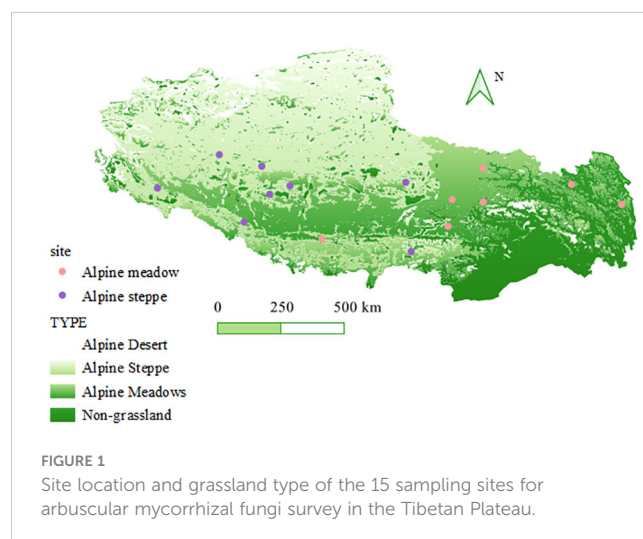 N
site
Alpine meadow
Alpine steppe
TYPE
Alpine Desert
Alpine Steppe
Alpine Meadows
Non-grassland
0 250 500 km
FIGURE 1
Site location and grassland type of the 15 sampling sites for
arbuscular mycorrhizal fungi survey in the Tibetan Plateau.